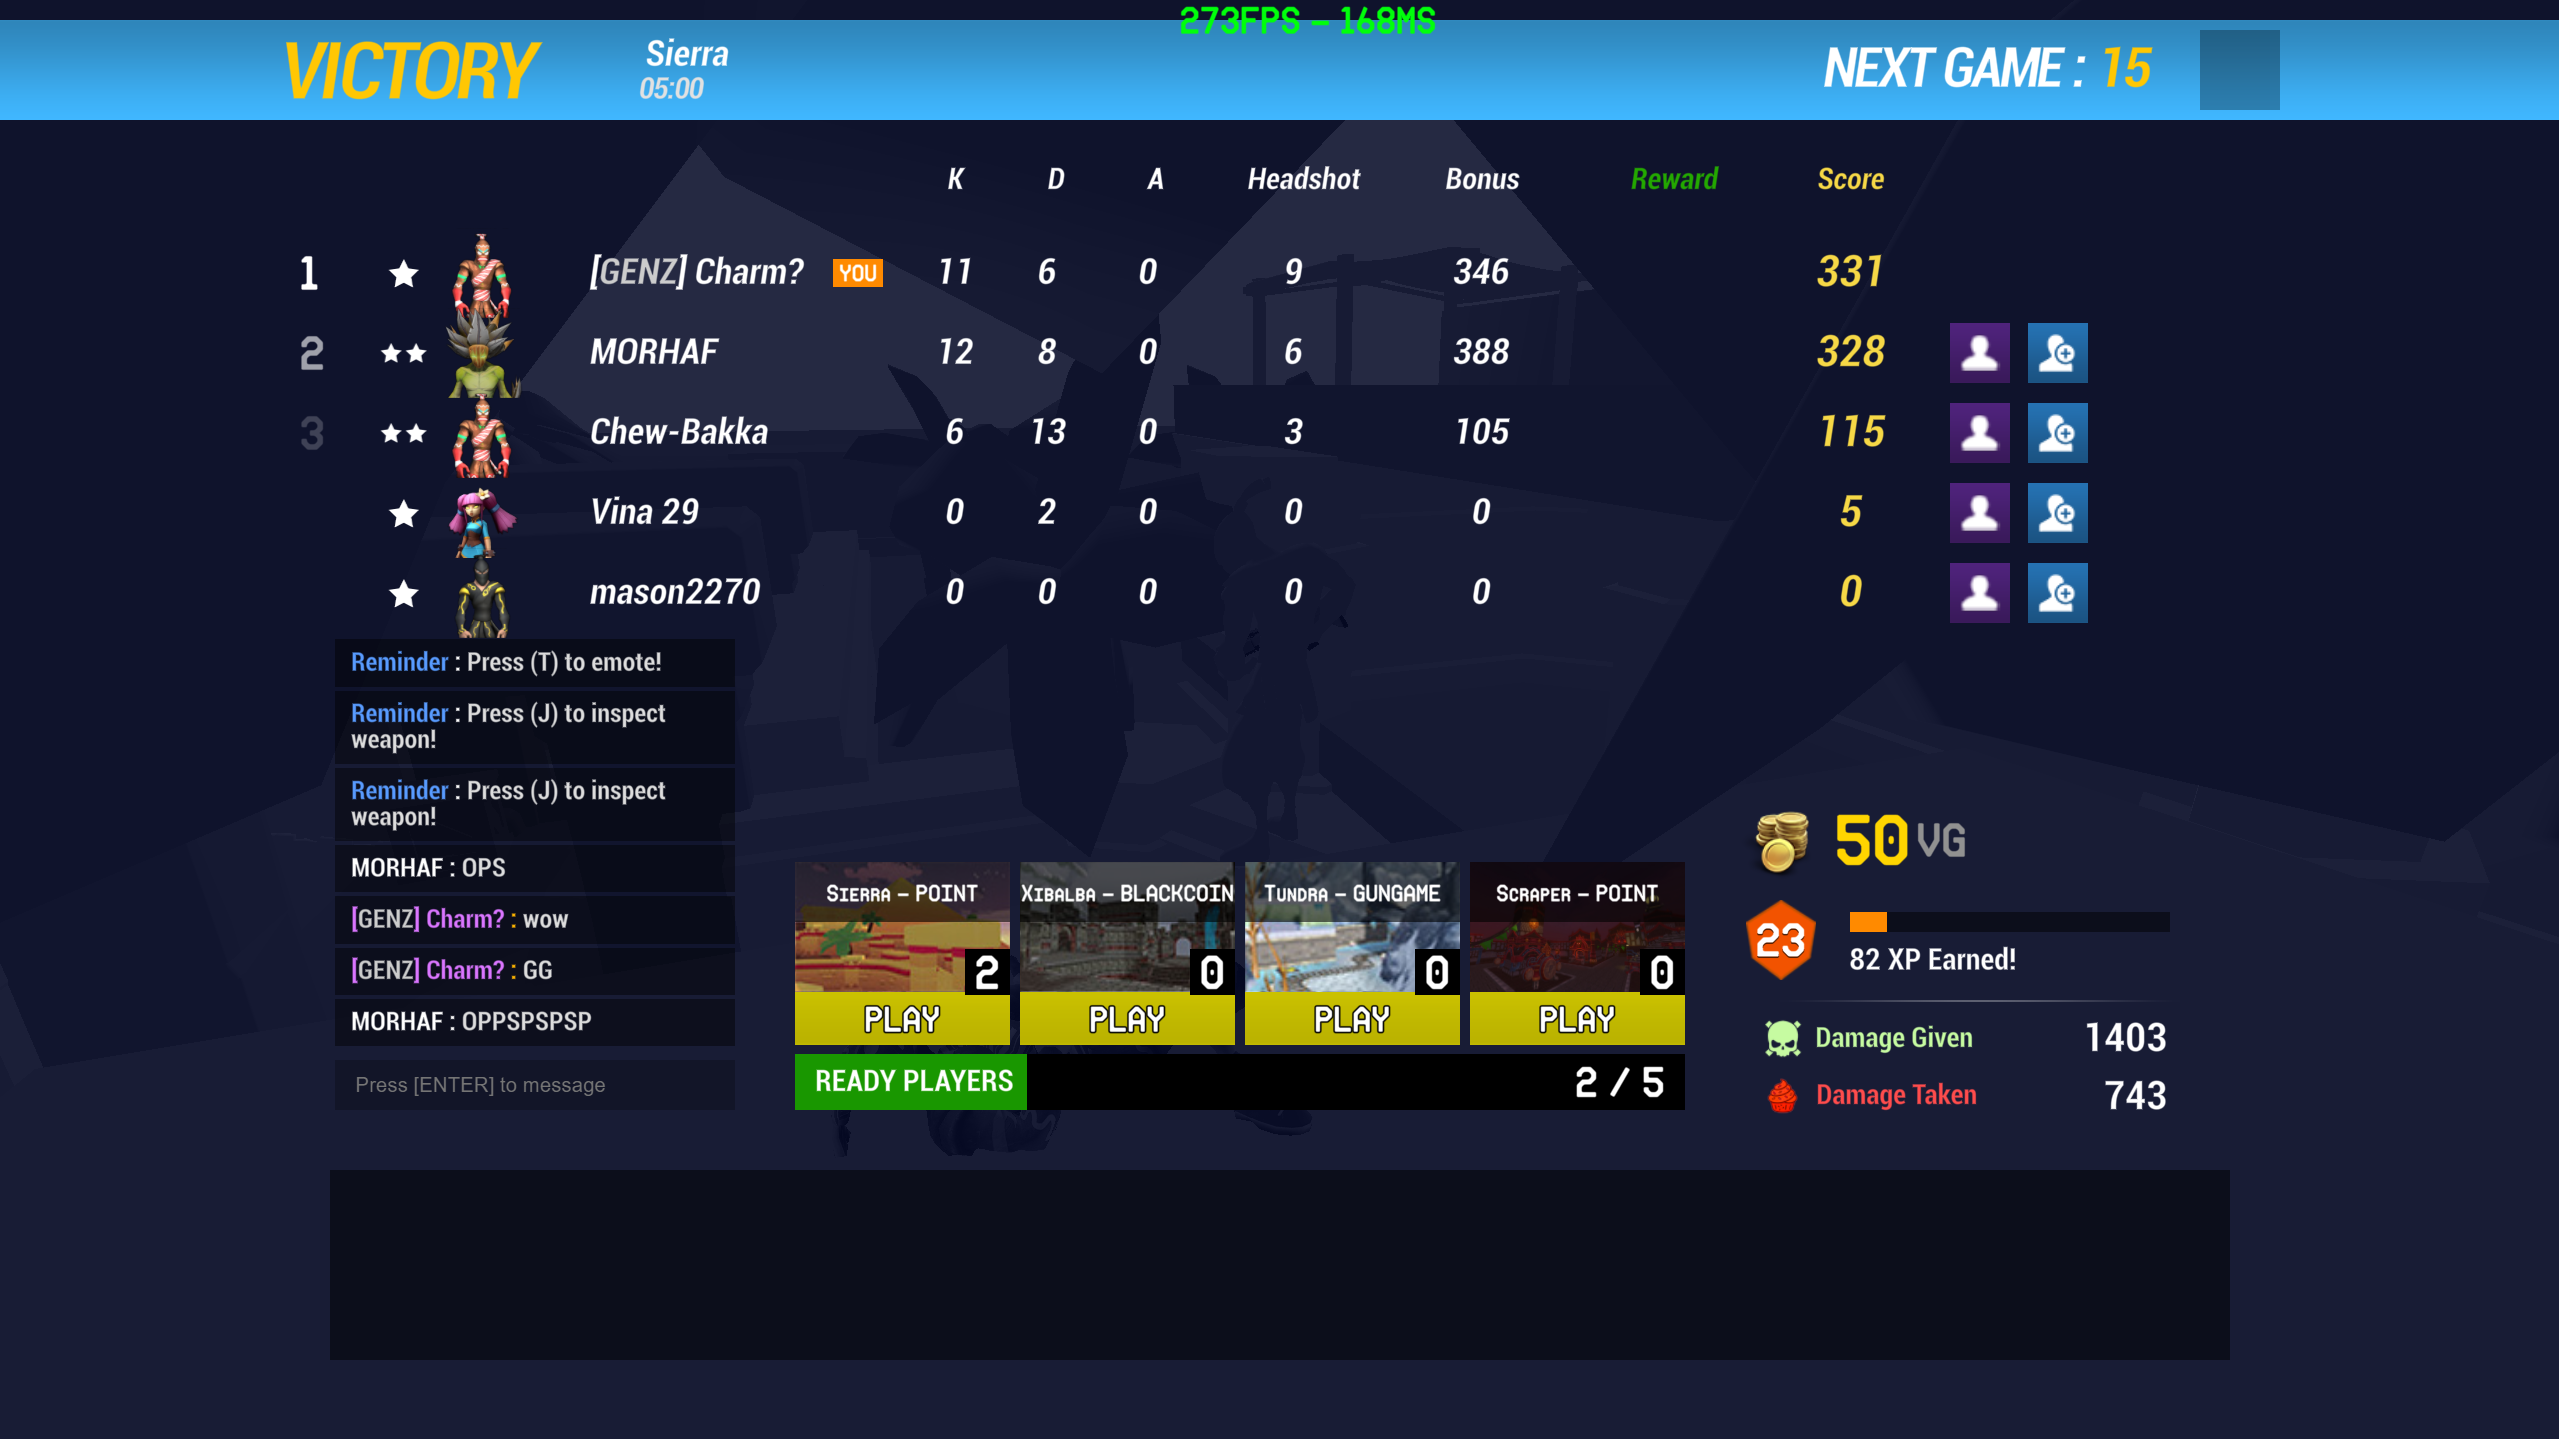 273FPS – 168MS
VICTORY
Sierra
05:00
NEXT GAME : 15
K D A Headshot Bonus Reward Score
1 [GENZ] Charm? YOU 11 6 0 9 346 331
2 MORHAF 12 8 0 6 388 328
3 Chew-Bakka 6 13 0 3 105 115
Vina 29 0 2 0 0 0 5
mason2270 0 0 0 0 0 0
Reminder : Press (T) to emote!
Reminder : Press (J) to inspect
weapon!
Reminder : Press (J) to inspect
weapon!
MORHAF : OPS
[GENZ] Charm? : wow
[GENZ] Charm? : GG
MORHAF : OPPSPSPSP
Press [ENTER] to message
Sierra – POINT
2
PLAY
Xibalba – BLACKCOIN
0
PLAY
Tundra – GUNGAME
0
PLAY
Scraper – POINT
0
PLAY
READY PLAYERS 2 / 5
50 VG
23
82 XP Earned!
Damage Given 1403
Damage Taken 743